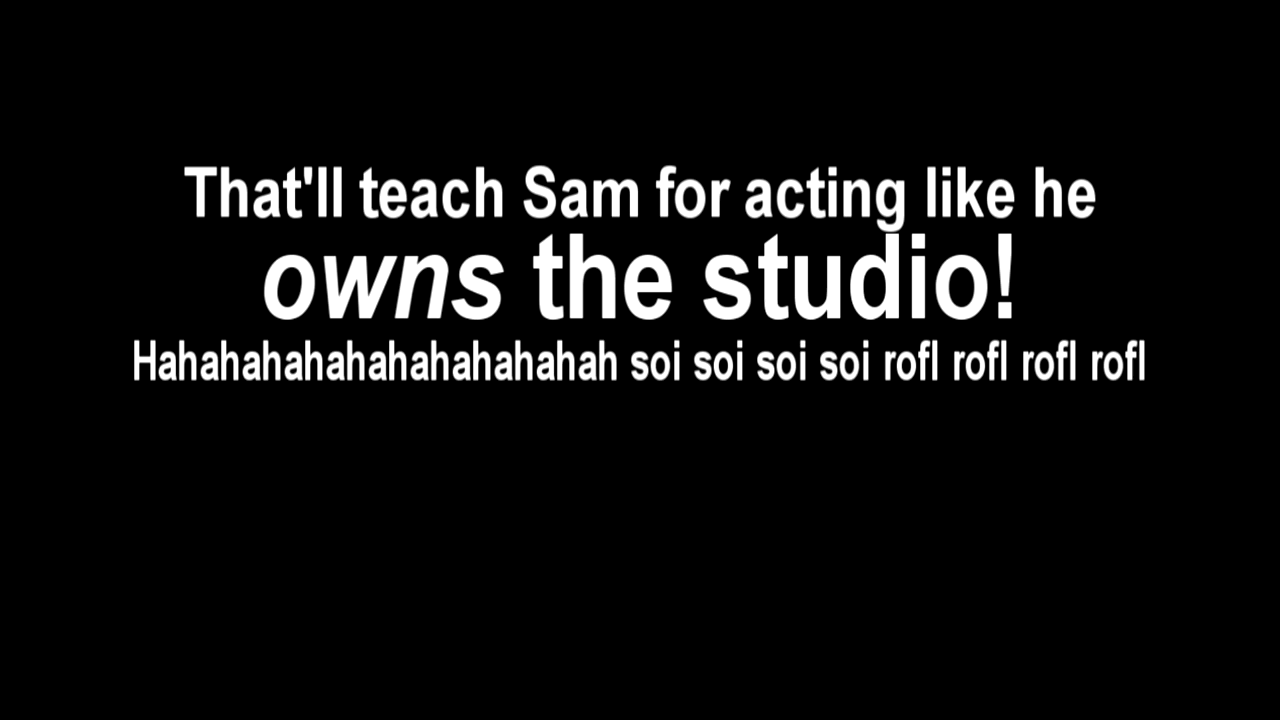 That'll teach Sam for acting like he
owns the studio!
Hahahahahahahahahahahah soi soi soi soi rofl rofl rofl rofl